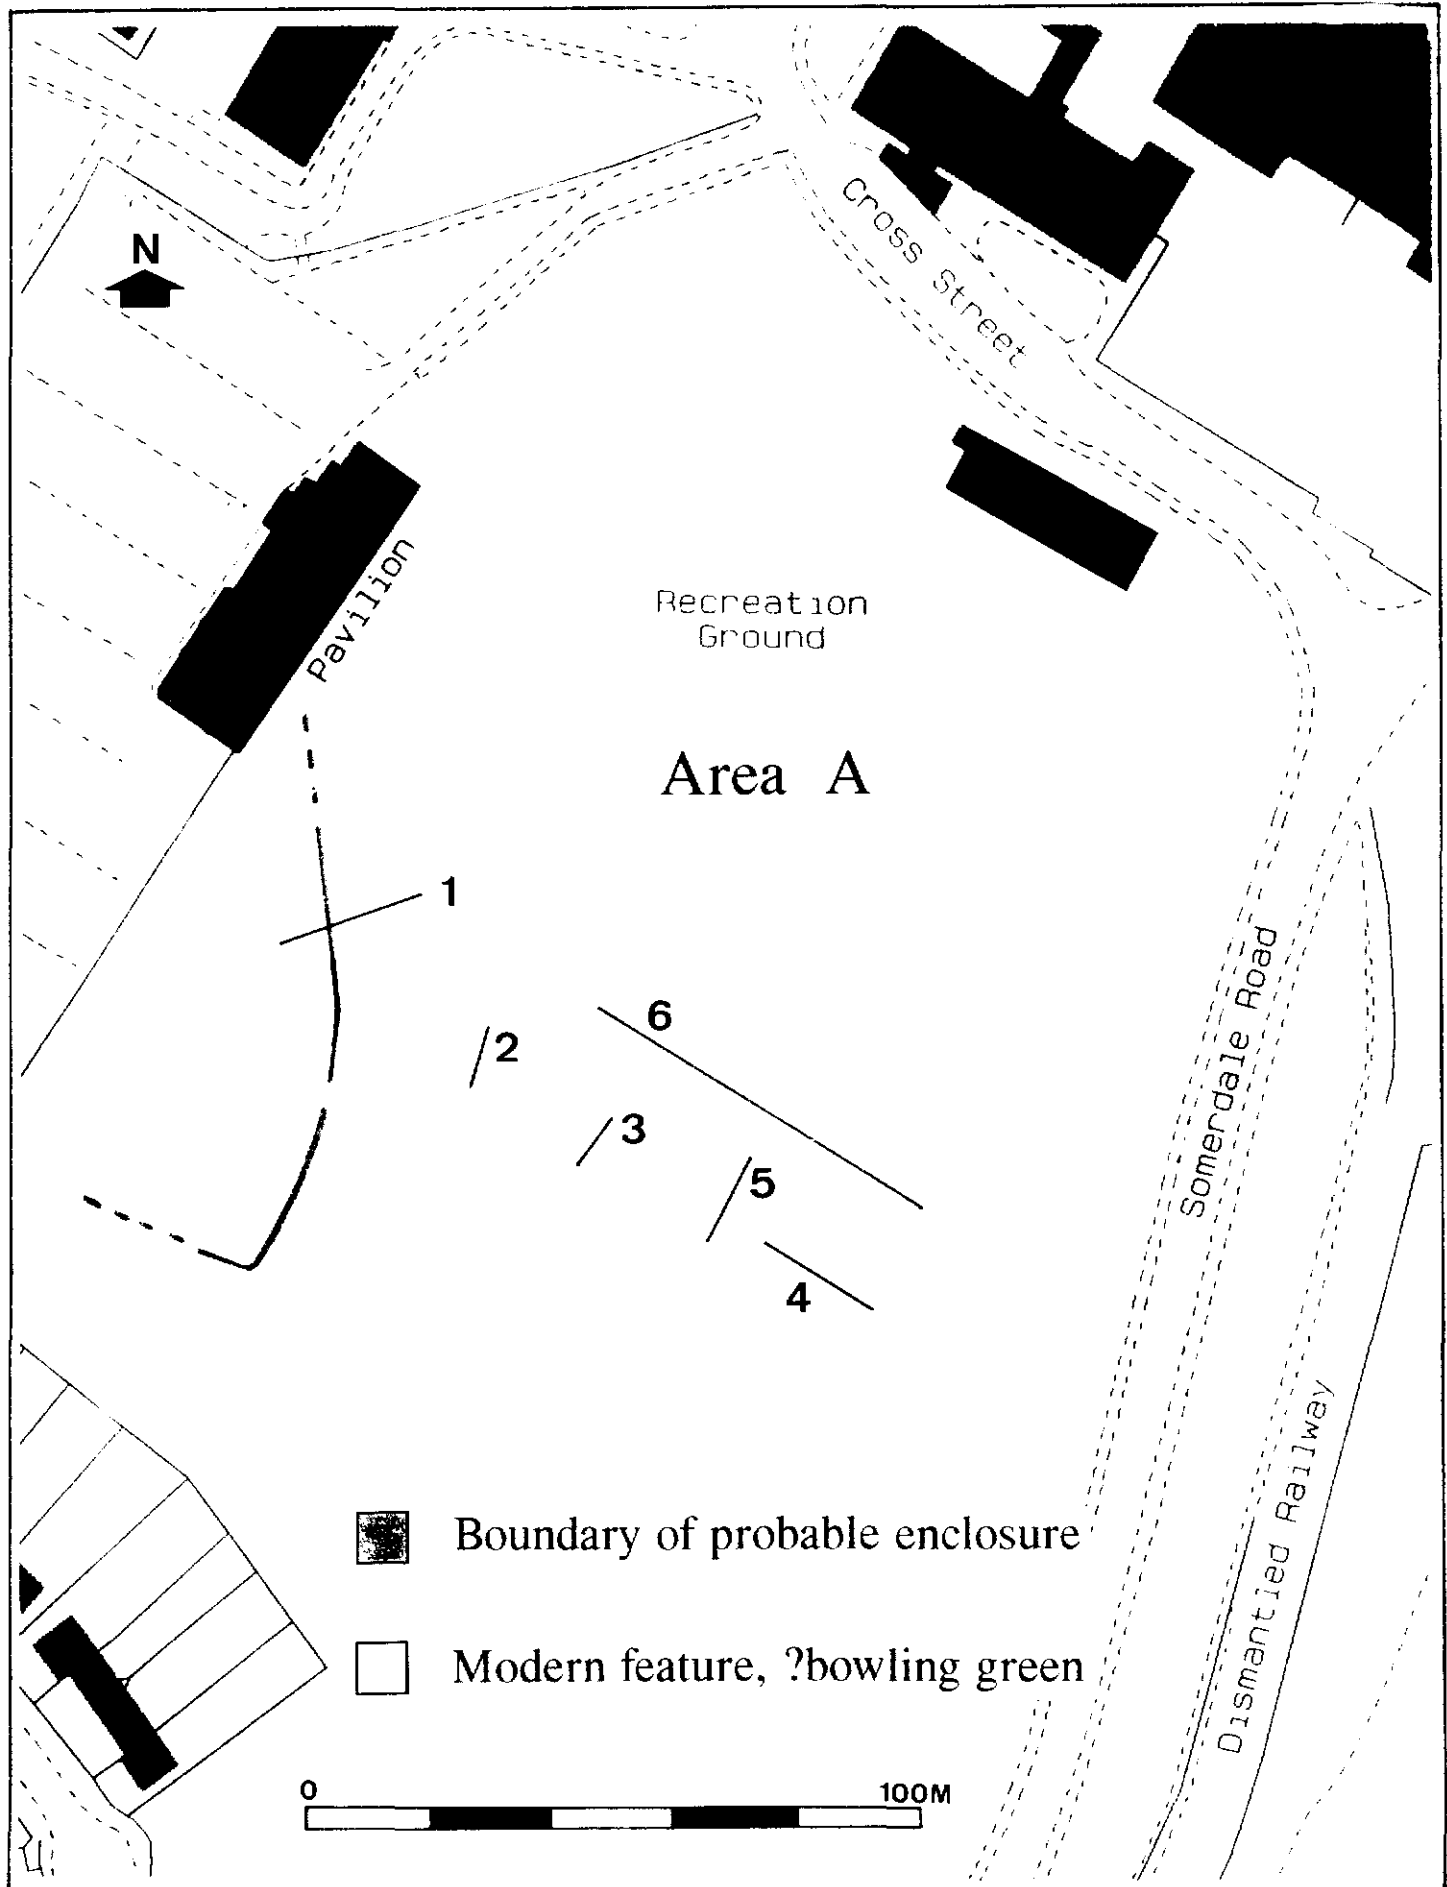 N
Cross Street
Pavilion
Recreation
Ground
Area A
1
2
6
3
5
4
Somerdale Road
Dismantled Railway
Boundary of probable enclosure
Modern feature, ?bowling green
0 100M